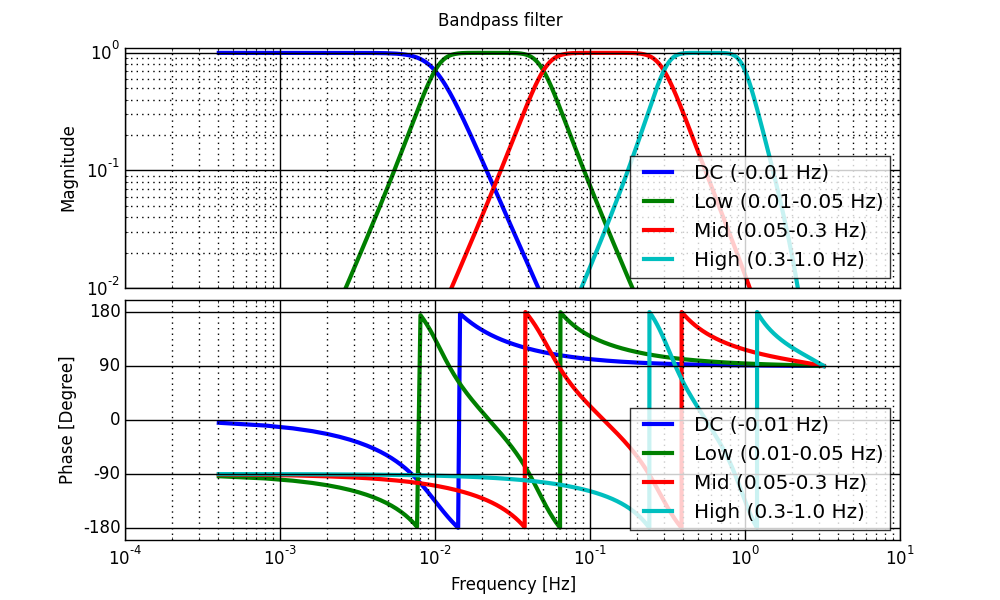 Bandpass filter
10^0
10^-1
10^-2
Magnitude
DC (-0.01 Hz)
Low (0.01-0.05 Hz)
Mid (0.05-0.3 Hz)
High (0.3-1.0 Hz)
180
90
0
-90
-180
Phase [Degree]
DC (-0.01 Hz)
Low (0.01-0.05 Hz)
Mid (0.05-0.3 Hz)
High (0.3-1.0 Hz)
10^-4 10^-3 10^-2 10^-1 10^0 10^1
Frequency [Hz]